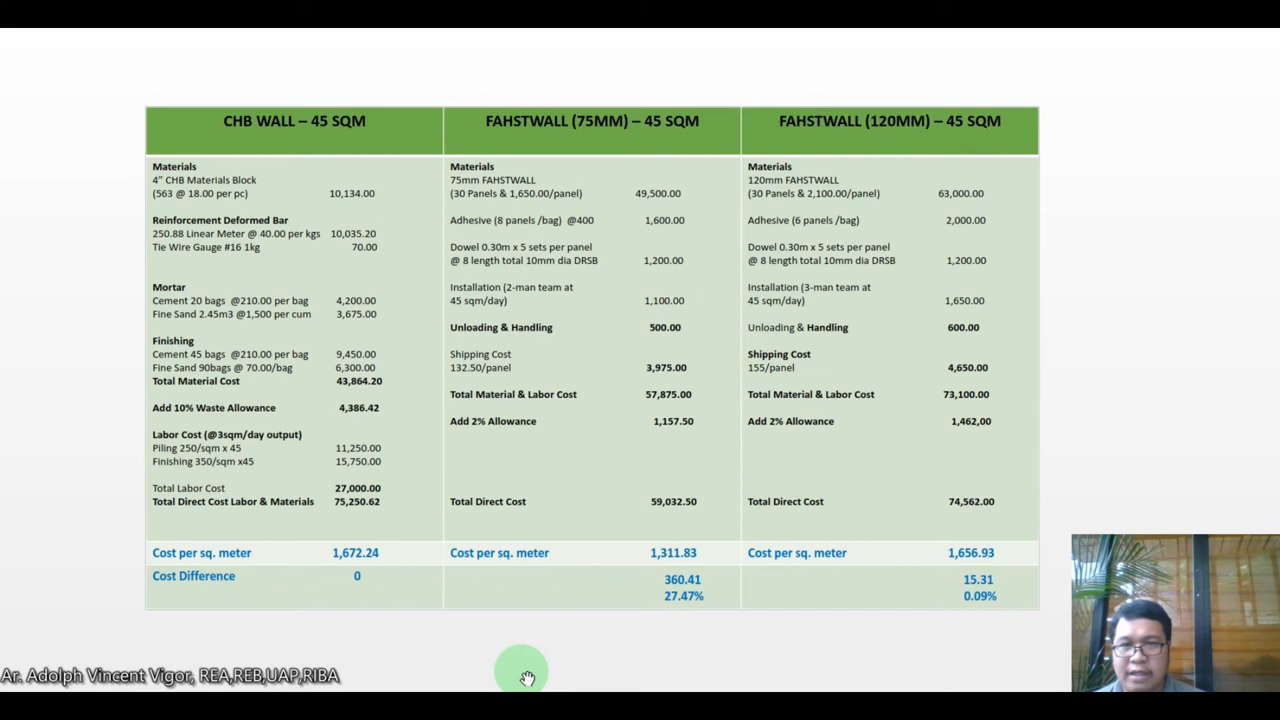 CHB WALL – 45 SQM
Materials
4” CHB Materials Block
(563 @ 18.00 per pc) 10,134.00
Reinforcement Deformed Bar
250.88 Linear Meter @ 40.00 per kgs 10,035.20
Tie Wire Gauge #16 1kg 70.00
Mortar
Cement 20 bags @210.00 per bag 4,200.00
Fine Sand 2.45m3 @1,500 per cum 3,675.00
Finishing
Cement 45 bags @210.00 per bag 9,450.00
Fine Sand 90bags @ 70.00/bag 6,300.00
Total Material Cost 43,864.20
Add 10% Waste Allowance 4,386.42
Labor Cost (@3sqm/day output)
Piling 250/sqm x 45 11,250.00
Finishing 350/sqm x45 15,750.00
Total Labor Cost 27,000.00
Total Direct Cost Labor & Materials 75,250.62
Cost per sq. meter 1,672.24
Cost Difference 0
FAHSTWALL (75MM) – 45 SQM
Materials
75mm FAHSTWALL
(30 Panels & 1,650.00/panel) 49,500.00
Adhesive (8 panels /bag) @400 1,600.00
Dowel 0.30m x 5 sets per panel
@ 8 length total 10mm dia DRSB 1,200.00
Installation (2-man team at
45 sqm/day) 1,100.00
Unloading & Handling 500.00
Shipping Cost
132.50/panel 3,975.00
Total Material & Labor Cost 57,875.00
Add 2% Allowance 1,157.50
Total Direct Cost 59,032.50
Cost per sq. meter 1,311.83
360.41
27.47%
FAHSTWALL (120MM) – 45 SQM
Materials
120mm FAHSTWALL
(30 Panels & 2,100.00/panel) 63,000.00
Adhesive (6 panels /bag) 2,000.00
Dowel 0.30m x 5 sets per panel
@ 8 length total 10mm dia DRSB 1,200.00
Installation (3-man team at
45 sqm/day) 1,650.00
Unloading & Handling 600.00
Shipping Cost
155/panel 4,650.00
Total Material & Labor Cost 73,100.00
Add 2% Allowance 1,462,00
Total Direct Cost 74,562.00
Cost per sq. meter 1,656.93
15.31
0.09%
Ar. Adolph Vincent Vigor, REA,REB,UAP,RIBA